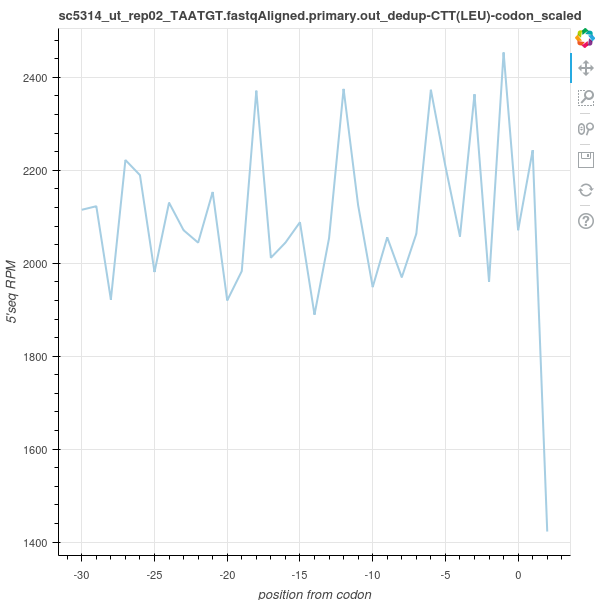 sc5314_ut_rep02_TAATGT.fastqAligned.primary.out_dedup-CTT(LEU)-codon_scaled
2400
2200
2000
1800
1600
1400
5'seq RPM
-30 -25 -20 -15 -10 -5 0
position from codon